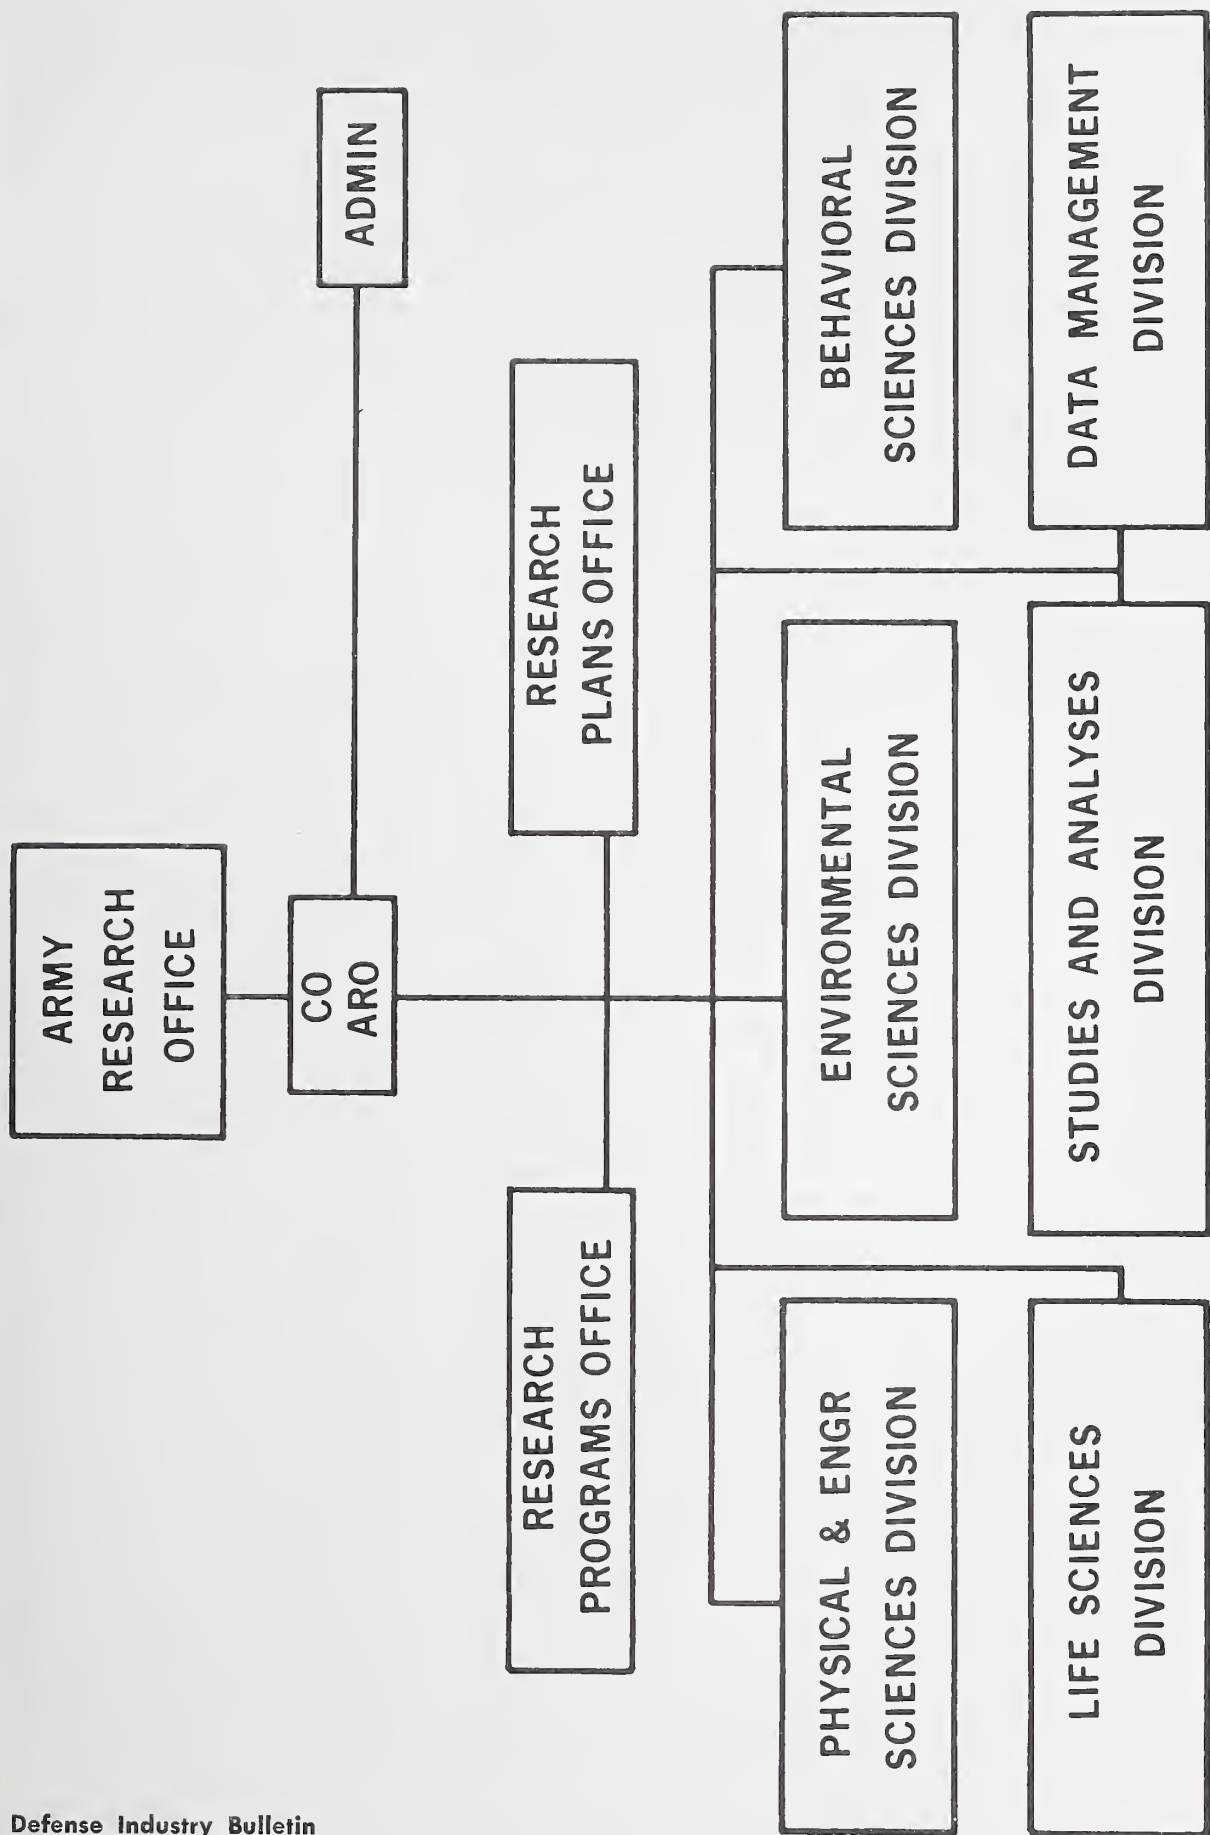 ARMY
RESEARCH
OFFICE
CO
ARO
ADMIN
RESEARCH
PROGRAMS OFFICE
RESEARCH
PLANS OFFICE
PHYSICAL & ENGR
SCIENCES DIVISION
ENVIRONMENTAL
SCIENCES DIVISION
BEHAVIORAL
SCIENCES DIVISION
LIFE SCIENCES
DIVISION
STUDIES AND ANALYSES
DIVISION
DATA MANAGEMENT
DIVISION
Defense Industry Bulletin